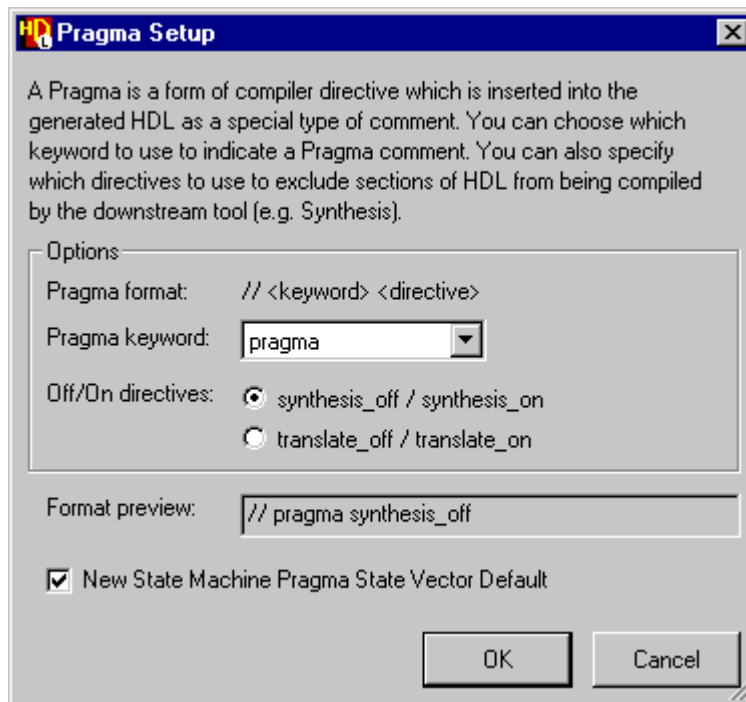 HDL Pragma Setup
A Pragma is a form of compiler directive which is inserted into the
generated HDL as a special type of comment. You can choose which
keyword to use to indicate a Pragma comment. You can also specify
which directives to use to exclude sections of HDL from being compiled
by the downstream tool (e.g. Synthesis).
Options
Pragma format: // <keyword> <directive>
Pragma keyword: pragma
Off/On directives: synthesis_off / synthesis_on
translate_off / translate_on
Format preview: // pragma synthesis_off
New State Machine Pragma State Vector Default
OK Cancel